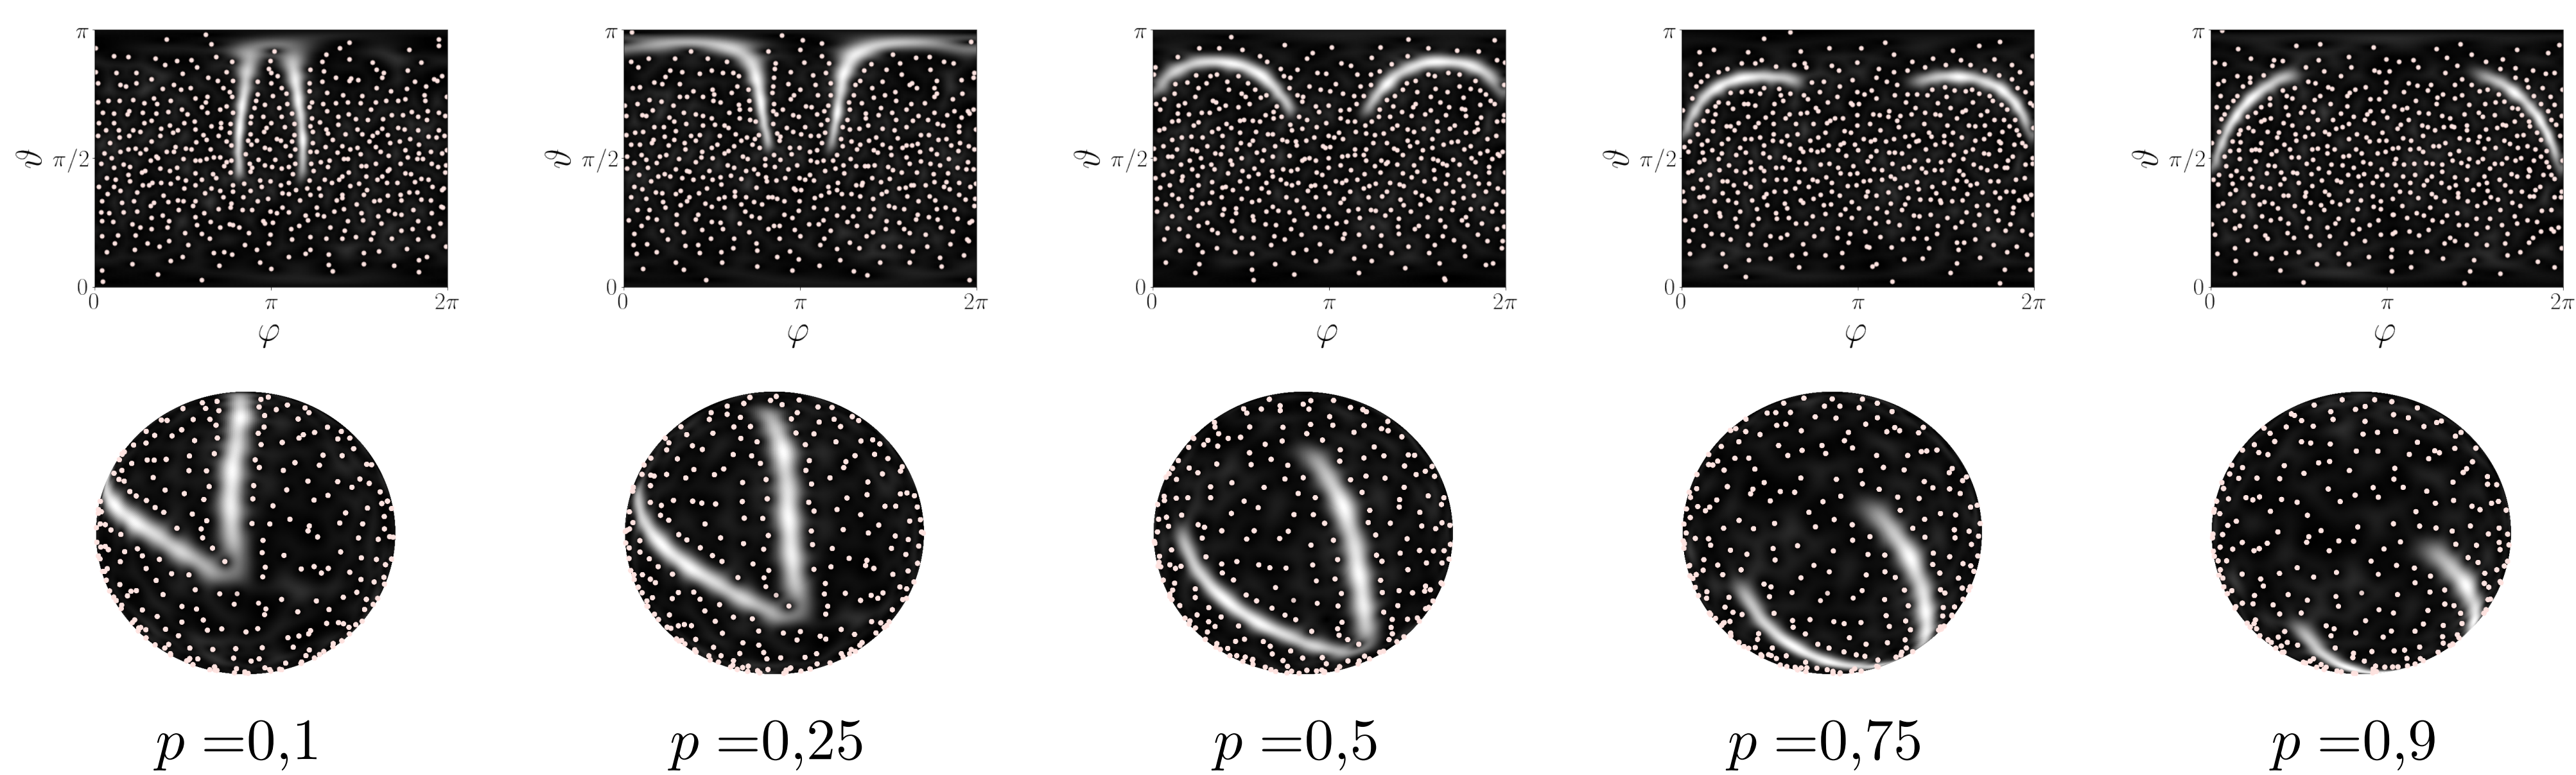 π π π π π
ϑ π/2 ϑ π/2 ϑ π/2 ϑ π/2 ϑ π/2
0 0 0 0 0
0 π 2π 0 π 2π 0 π 2π 0 π 2π 0 π 2π
φ φ φ φ φ
p =0,1 p =0,25 p =0,5 p =0,75 p =0,9